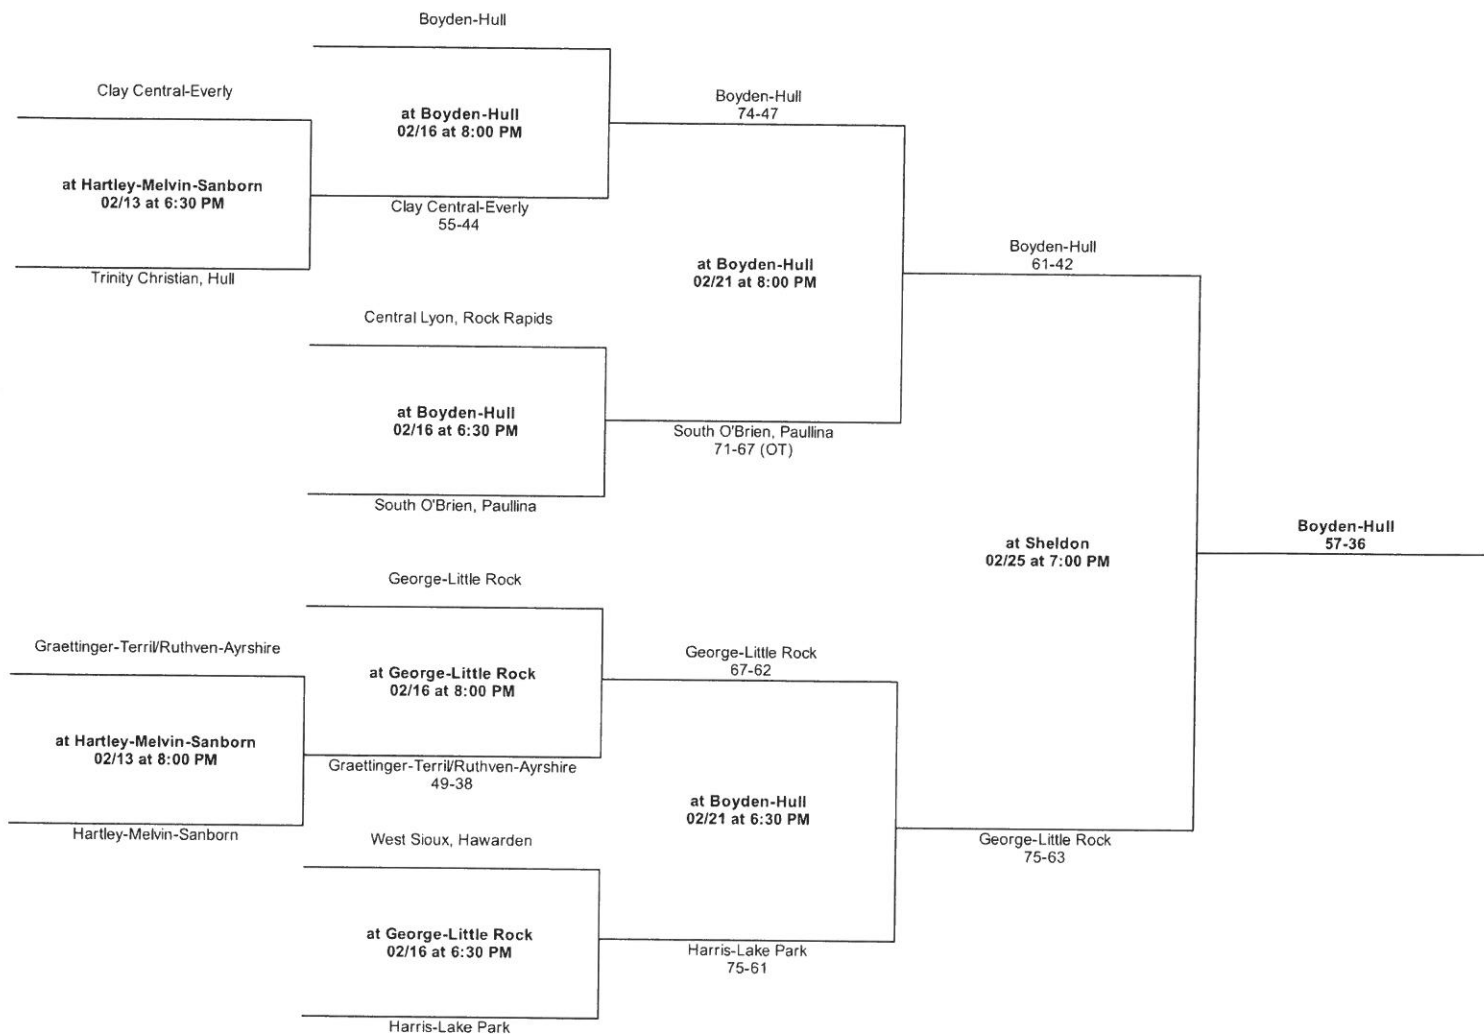 Boyden-Hull
Clay Central-Everly
at Boyden-Hull
02/16 at 8:00 PM
Boyden-Hull
74-47
at Hartley-Melvin-Sanborn
02/13 at 6:30 PM
Clay Central-Everly
55-44
Trinity Christian, Hull
at Boyden-Hull
02/21 at 8:00 PM
Boyden-Hull
61-42
Central Lyon, Rock Rapids
at Boyden-Hull
02/16 at 6:30 PM
South O'Brien, Paullina
71-67 (OT)
South O'Brien, Paullina
at Sheldon
02/25 at 7:00 PM
Boyden-Hull
57-36
George-Little Rock
Graettinger-Terril/Ruthven-Ayrshire
at George-Little Rock
02/16 at 8:00 PM
George-Little Rock
67-62
at Hartley-Melvin-Sanborn
02/13 at 8:00 PM
Graettinger-Terril/Ruthven-Ayrshire
49-38
Hartley-Melvin-Sanborn
at Boyden-Hull
02/21 at 6:30 PM
West Sioux, Hawarden
George-Little Rock
75-63
at George-Little Rock
02/16 at 6:30 PM
Harris-Lake Park
75-61
Harris-Lake Park